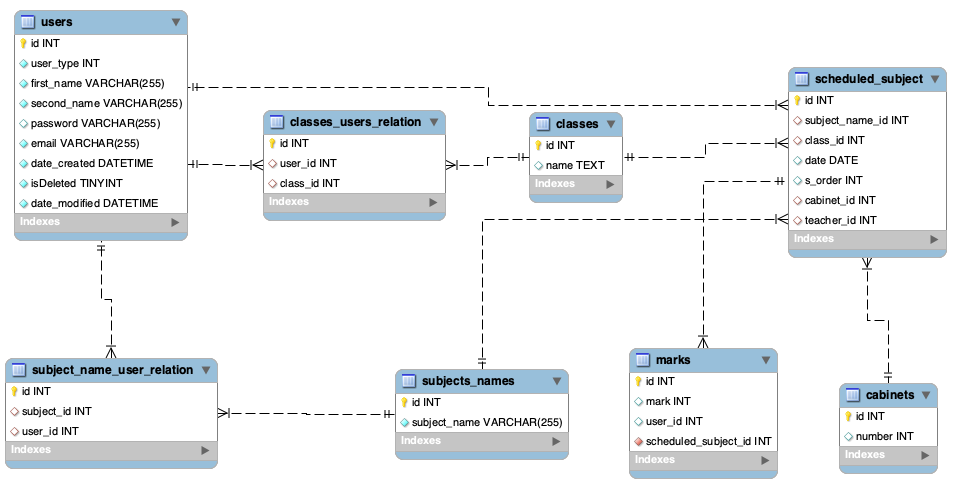 users
id INT
user_type INT
first_name VARCHAR(255)
second_name VARCHAR(255)
password VARCHAR(255)
email VARCHAR(255)
date_created DATETIME
isDeleted TINYINT
date_modified DATETIME
Indexes
classes_users_relation
id INT
user_id INT
class_id INT
Indexes
classes
id INT
name TEXT
Indexes
scheduled_subject
id INT
subject_name_id INT
class_id INT
date DATE
s_order INT
cabinet_id INT
teacher_id INT
Indexes
subject_name_user_relation
id INT
subject_id INT
user_id INT
Indexes
subjects_names
id INT
subject_name VARCHAR(255)
Indexes
marks
id INT
mark INT
user_id INT
scheduled_subject_id INT
Indexes
cabinets
id INT
number INT
Indexes